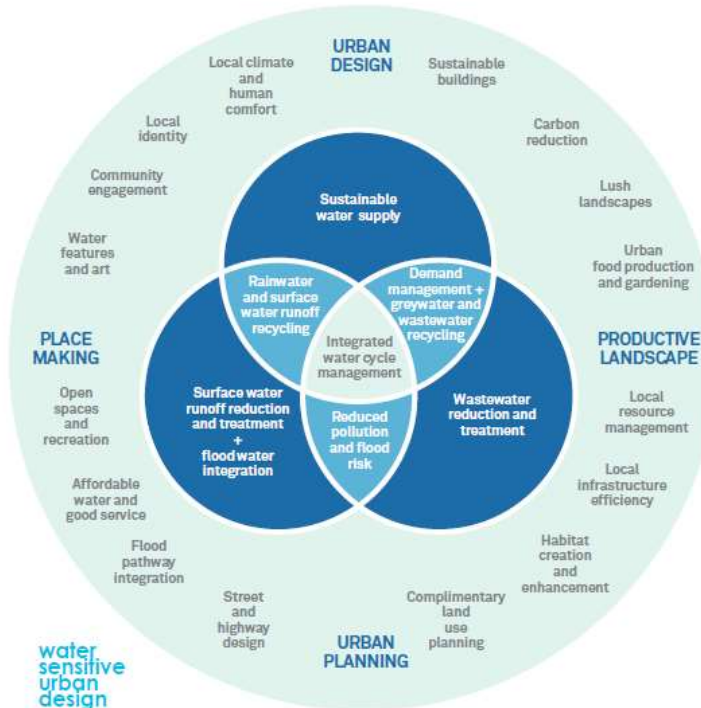 URBAN
DESIGN
Local climate
and
human
comfort
Sustainable
buildings
Local
identity
Carbon
reduction
Community
engagement
Lush
landscapes
Water
features
and art
Urban
food production
and gardening
Sustainable
water supply
Rainwater
and surface
water runoff
recycling
Demand
management +
greywater and
wastewater
recycling
Integrated
water cycle
management
PLACE
MAKING
PRODUCTIVE
LANDSCAPE
Surface water
runoff reduction
and treatment
+
flood water
integration
Reduced
pollution
and flood
risk
Wastewater
reduction and
treatment
Open
spaces
and
recreation
Local
resource
management
Affordable
water and
good service
Local
infrastructure
efficiency
Flood
pathway
integration
Habitat
creation
and
enhancement
Street
and
highway
design
Complimentary
land
use
planning
URBAN
PLANNING
water
sensitive
urban
design